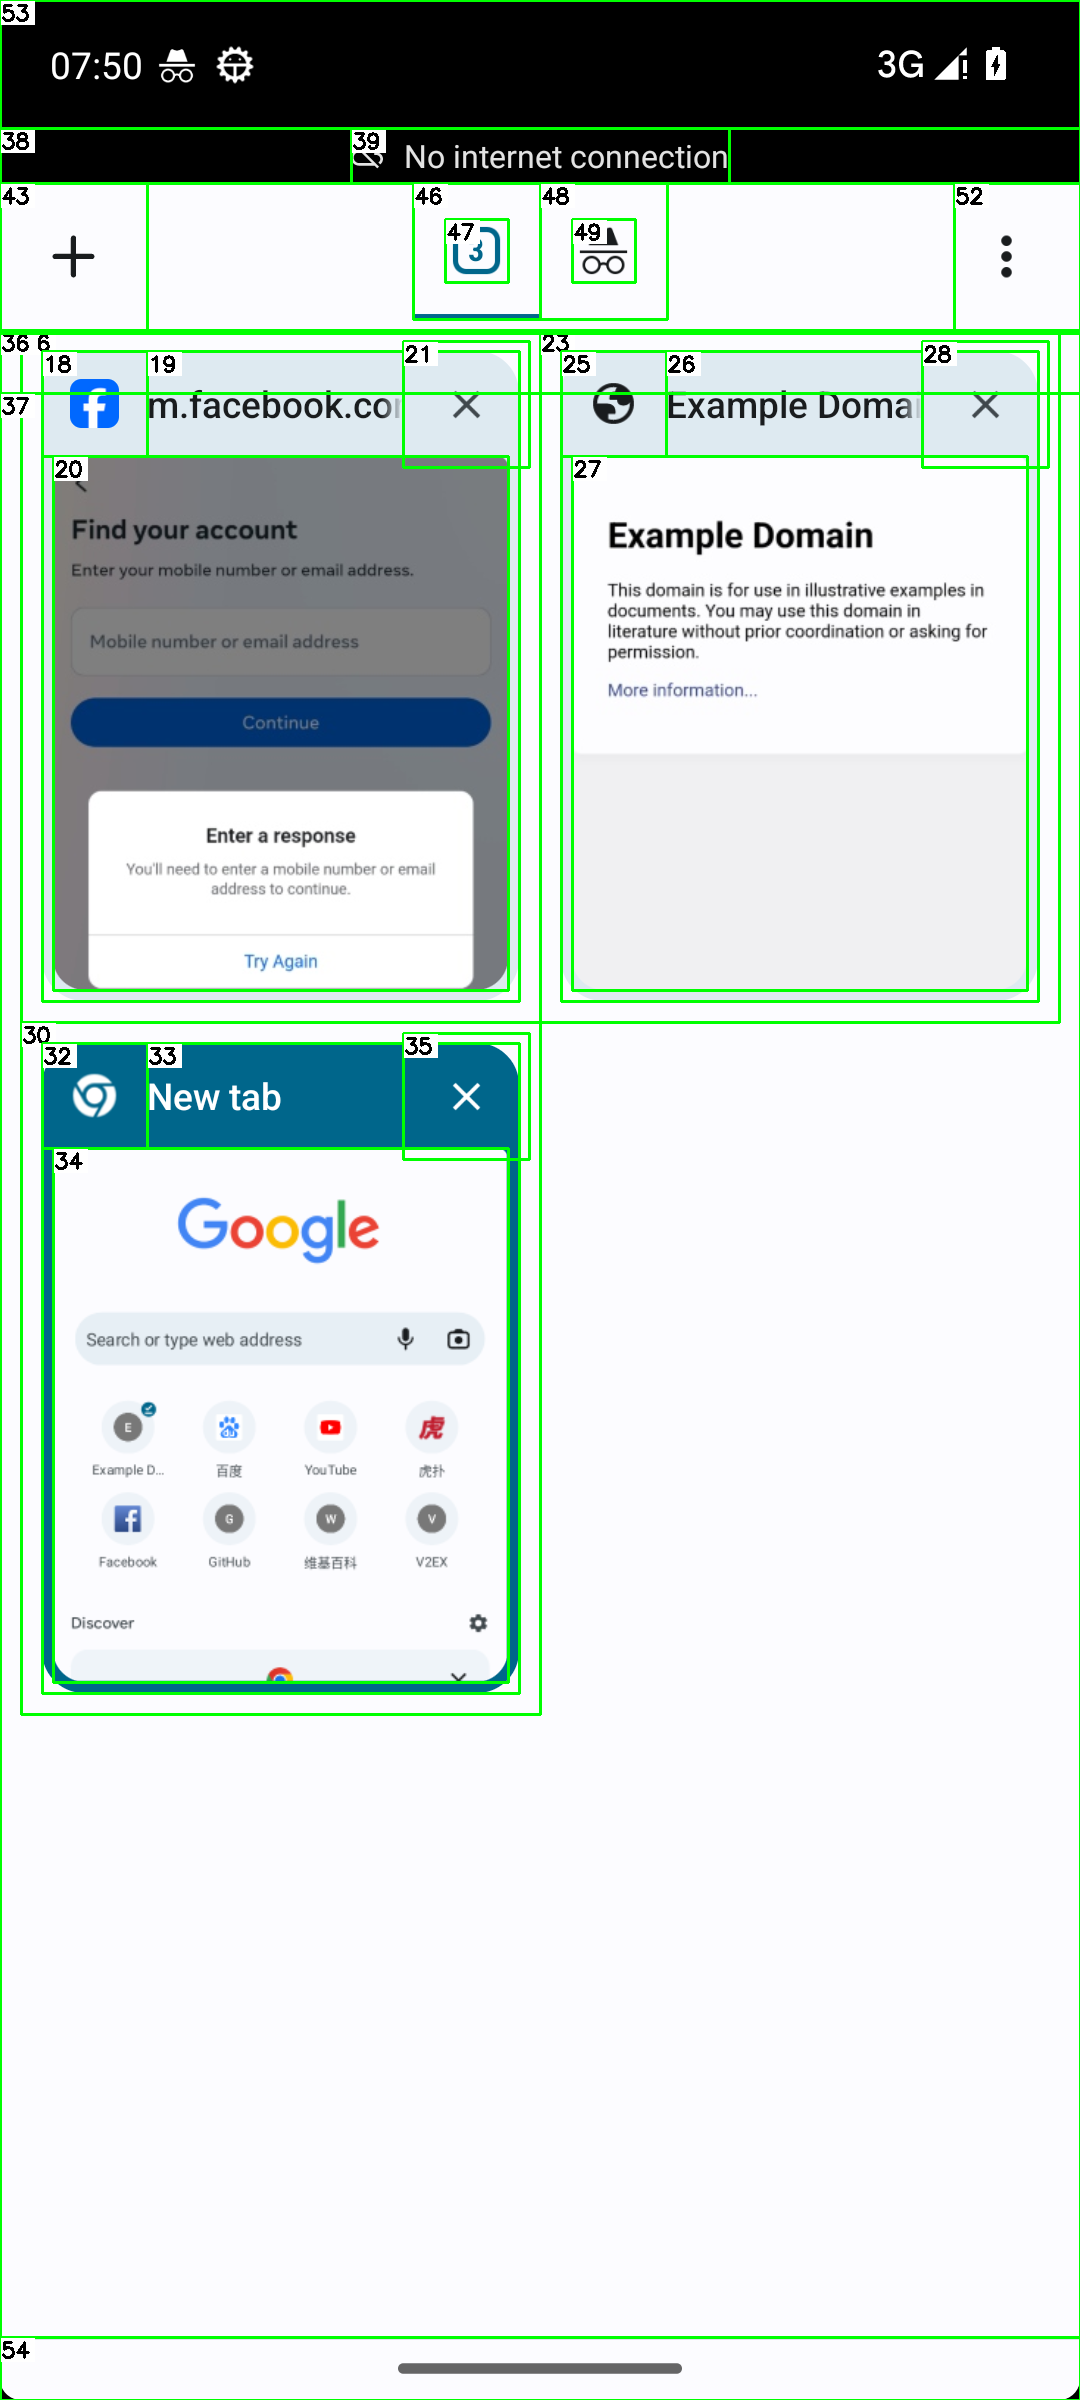 07:50
3G
No internet connection
3
m.facebook.co
Example Doma
Find your account
Enter your mobile number or email address.
Mobile number or email address
Continue
Enter a response
You'll need to enter a mobile number or email
address to continue.
Try Again
Example Domain
This domain is for use in illustrative examples in
documents. You may use this domain in
literature without prior coordination or asking for
permission.
More information...
New tab
Google
Search or type web address
E
Example D...
百度
YouTube
虎
虎扑
Facebook
G
GitHub
W
维基百科
V
V2EX
Discover
53
38
39
43
46
47
48
49
52
36
6
37
18
19
20
21
23
25
26
27
28
30
32
33
34
35
54